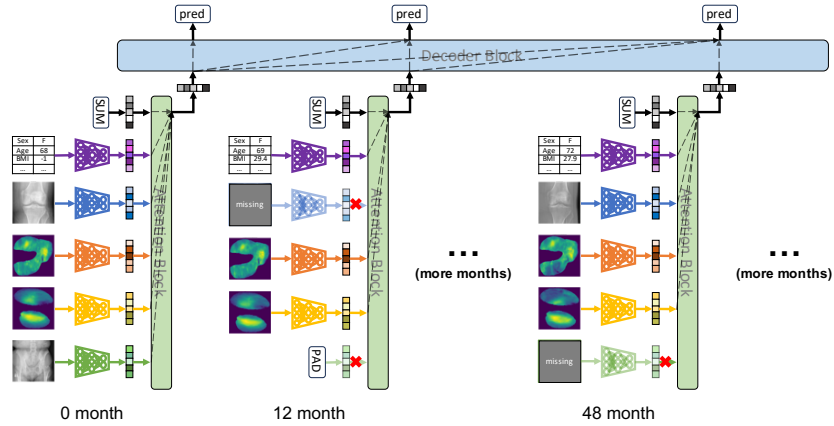 pred
pred
pred
Decoder Block
SUM
SUM
SUM
Sex F
Age 68
BMI -1
... ...
Attention Block
0 month
Sex F
Age 69
BMI 29.4
... ...
missing
PAD
Attention Block
12 month
...
(more months)
Sex F
Age 72
BMI 27.9
... ...
missing
Attention Block
48 month
...
(more months)